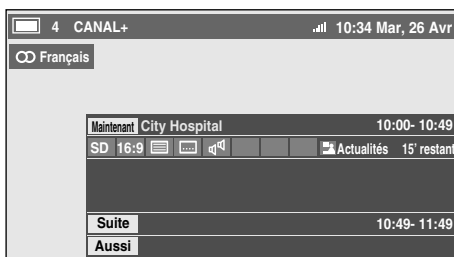 4 CANAL+ 10:34 Mar, 26 Avr
Français
Maintenant City Hospital 10:00- 10:49
SD 16:9 Actualités 15' restant
Suite 10:49- 11:49
Aussi